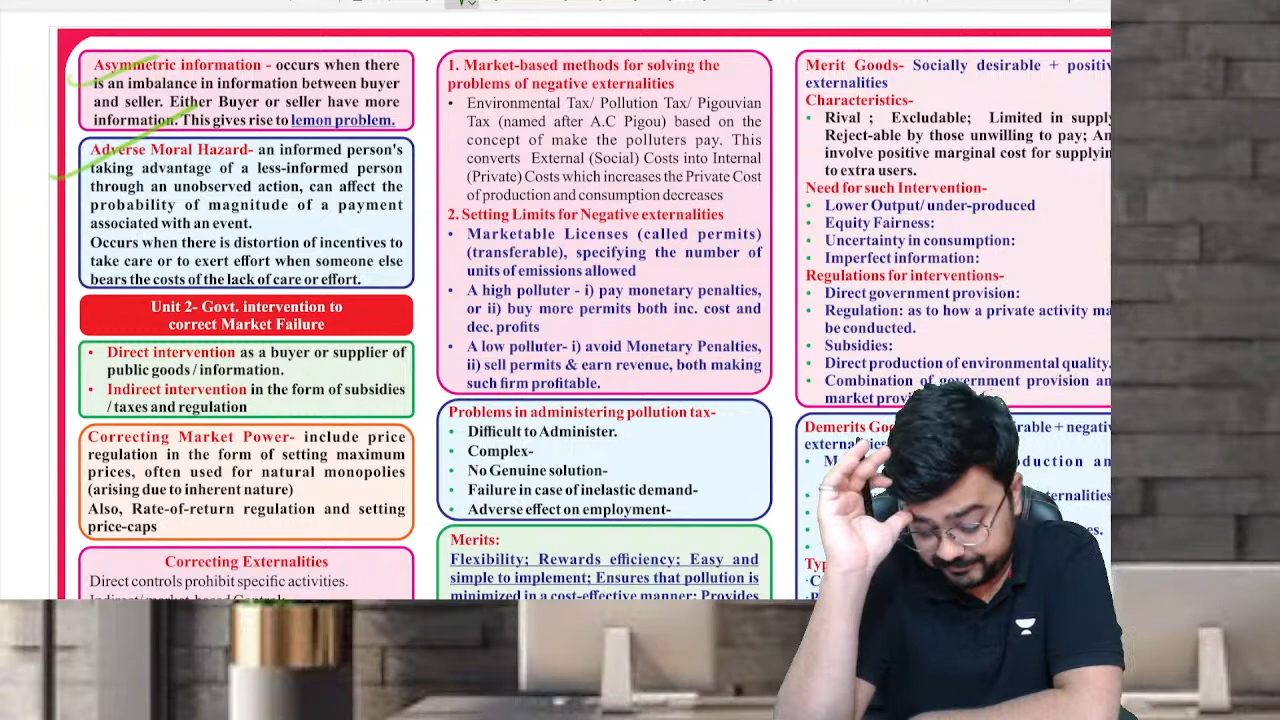 Asymmetric information - occurs when there
is an imbalance in information between buyer
and seller. Either Buyer or seller have more
information. This gives rise to lemon problem.
Adverse Moral Hazard- an informed person's
taking advantage of a less-informed person
through an unobserved action, can affect the
probability of magnitude of a payment
associated with an event.
Occurs when there is distortion of incentives to
take care or to exert effort when someone else
bears the costs of the lack of care or effort.
Unit 2- Govt. intervention to
correct Market Failure
• Direct intervention as a buyer or supplier of
public goods / information.
• Indirect intervention in the form of subsidies
/ taxes and regulation
Correcting Market Power- include price
regulation in the form of setting maximum
prices, often used for natural monopolies
(arising due to inherent nature)
Also, Rate-of-return regulation and setting
price-caps
Correcting Externalities
Direct controls prohibit specific activities.
1. Market-based methods for solving the
problems of negative externalities
• Environmental Tax/ Pollution Tax/ Pigouvian
Tax (named after A.C Pigou) based on the
concept of make the polluters pay. This
converts External (Social) Costs into Internal
(Private) Costs which increases the Private Cost
of production and consumption decreases
2. Setting Limits for Negative externalities
• Marketable Licenses (called permits)
(transferable), specifying the number of
units of emissions allowed
• A high polluter - i) pay monetary penalties,
or ii) buy more permits both inc. cost and
dec. profits
• A low polluter- i) avoid Monetary Penalties,
ii) sell permits & earn revenue, both making
such firm profitable.
Problems in administering pollution tax-
• Difficult to Administer.
• Complex-
• No Genuine solution-
• Failure in case of inelastic demand-
• Adverse effect on employment-
Merits:
Flexibility; Rewards efficiency; Easy and
simple to implement; Ensures that pollution is
minimized in a cost-effective manner; Provides
Merit Goods- Socially desirable +
externalities
Characteristics-
• Rival ; Excludable; Limited in supply
Reject-able by those unwilling to pay;
involve positive marginal cost for supplying
to extra users.
Need for such Intervention-
• Lower Output/ under-produced
• Equity Fairness:
• Uncertainty in consumption:
• Imperfect information:
Regulations for interventions-
• Direct government provision:
• Regulation: as to how a private activity
be conducted.
• Subsidies:
• Direct production of environmental quality.
• Combination of government provision
market
Demerits